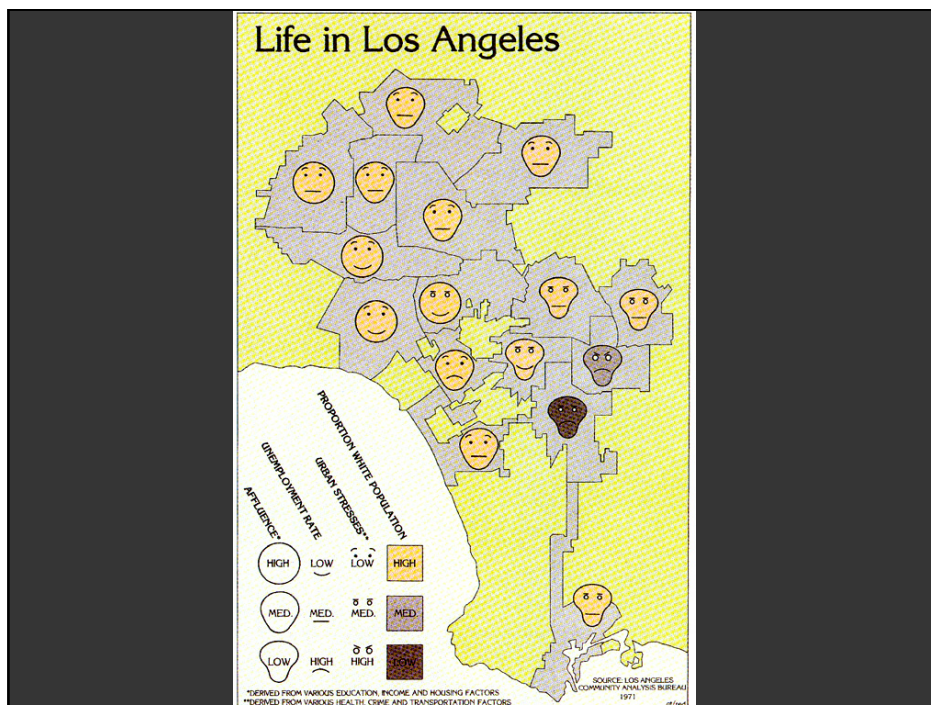 Life in Los Angeles
PROPORTION WHITE POPULATION
URBAN STRESSES**
UNEMPLOYMENT RATE
AFFLUENCE*
HIGH LOW LOW HIGH
MED. MED. MED. MED.
LOW HIGH HIGH LOW
*DERIVED FROM VARIOUS EDUCATION, INCOME AND HOUSING FACTORS
**DERIVED FROM VARIOUS HEALTH, CRIME AND TRANSPORTATION FACTORS
SOURCE: LOS ANGELES
COMMUNITY ANALYSIS BUREAU
1971